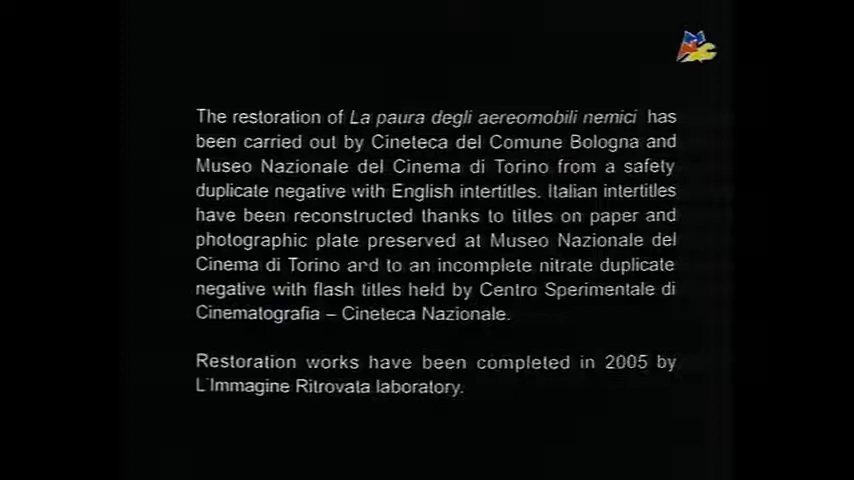 The restoration of La paura degli aereomobili nemici has
been carried out by Cineteca del Comune Bologna and
Museo Nazionale del Cinema di Torino from a safety
duplicate negative with English intertitles. Italian intertitles
have been reconstructed thanks to titles on paper and
photographic plate preserved at Museo Nazionale del
Cinema di Torino and to an incomplete nitrate duplicate
negative with flash titles held by Centro Sperimentale di
Cinematografia – Cineteca Nazionale.
Restoration works have been completed in 2005 by
L'Immagine Ritrovata laboratory.